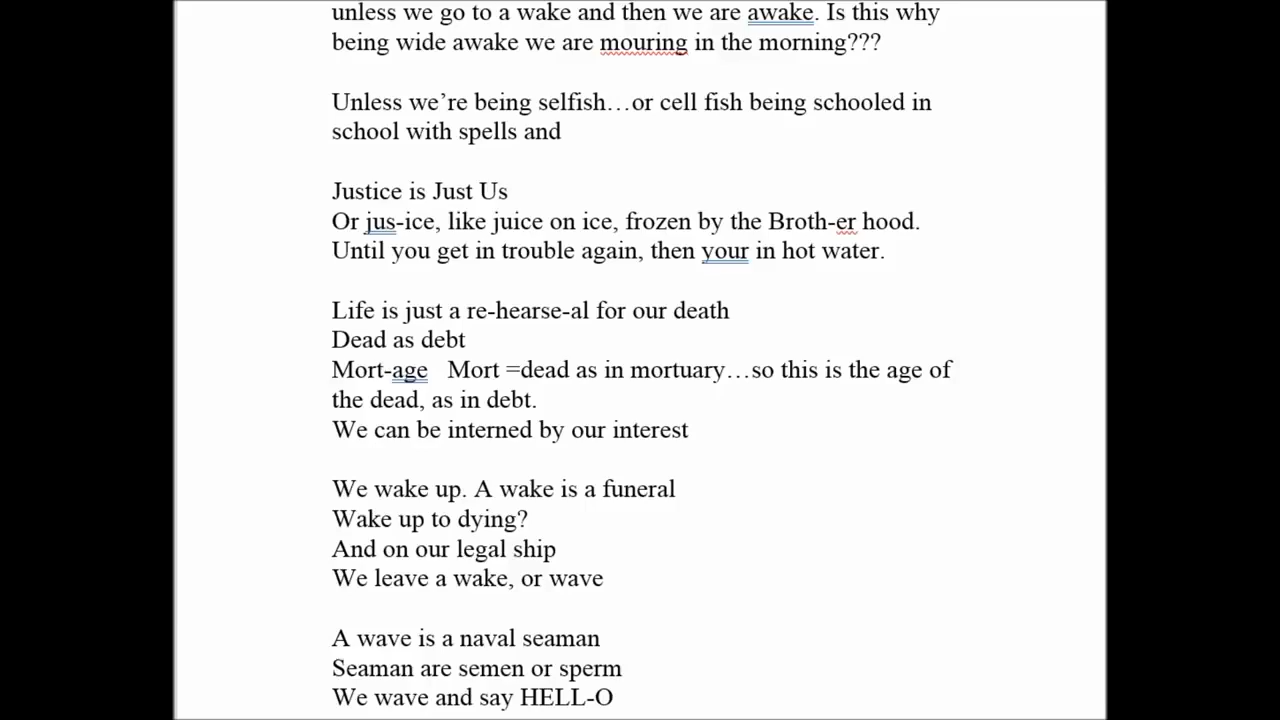 unless we go to a wake and then we are awake. Is this why
being wide awake we are mouring in the morning???
Unless we’re being selfish…or cell fish being schooled in
school with spells and
Justice is Just Us
Or jus-ice, like juice on ice, frozen by the Broth-er hood.
Until you get in trouble again, then your in hot water.
Life is just a re-hearse-al for our death
Dead as debt
Mort-age   Mort =dead as in mortuary…so this is the age of
the dead, as in debt.
We can be interned by our interest
We wake up. A wake is a funeral
Wake up to dying?
And on our legal ship
We leave a wake, or wave
A wave is a naval seaman
Seaman are semen or sperm
We wave and say HELL-O